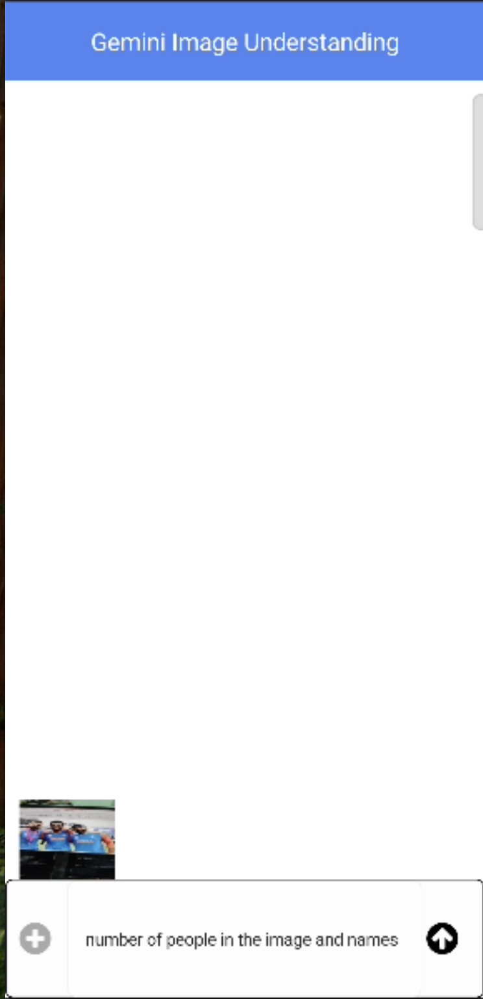 Gemini Image Understanding
number of people in the image and names